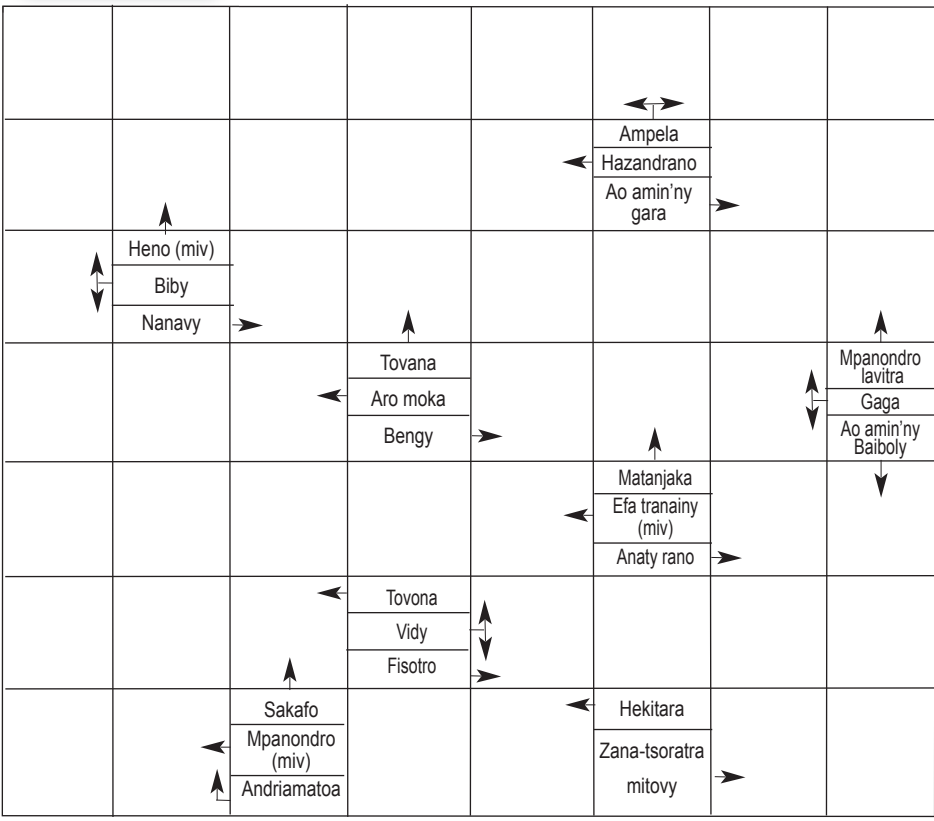 Ampela
Hazandrano
Ao amin'ny
gara
Heno (miv)
Biby
Nanavy
Tovana
Aro moka
Bengy
Mpanondro
lavitra
Gaga
Ao amin'ny
Baiboly
Matanjaka
Efa tranainy
(miv)
Anaty rano
Tovona
Vidy
Fisotro
Sakafo
Mpanondro
(miv)
Andriamatoa
Hekitara
Zana-tsoratra
mitovy